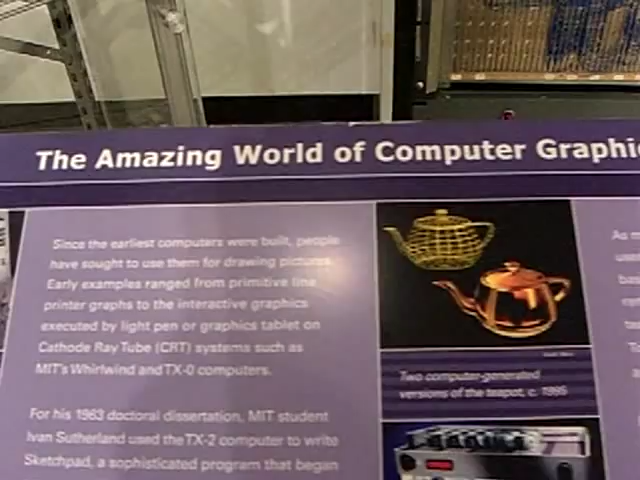 The Amazing World of Computer Graphic
Since the earliest computers were built, people
have sought to use them for drawing pictures.
Early examples ranged from primitive line
printer graphs to the interactive graphics
executed by light pen or graphics tablet on
Cathode Ray Tube (CRT) systems such as
MIT's Whirlwind and TX-0 computers.
For his 1963 doctoral dissertation, MIT student
Ivan Sutherland used the TX-2 computer to write
Sketchpad, a sophisticated program that began
Two computer-generated
versions of the teapot, c. 1995
As